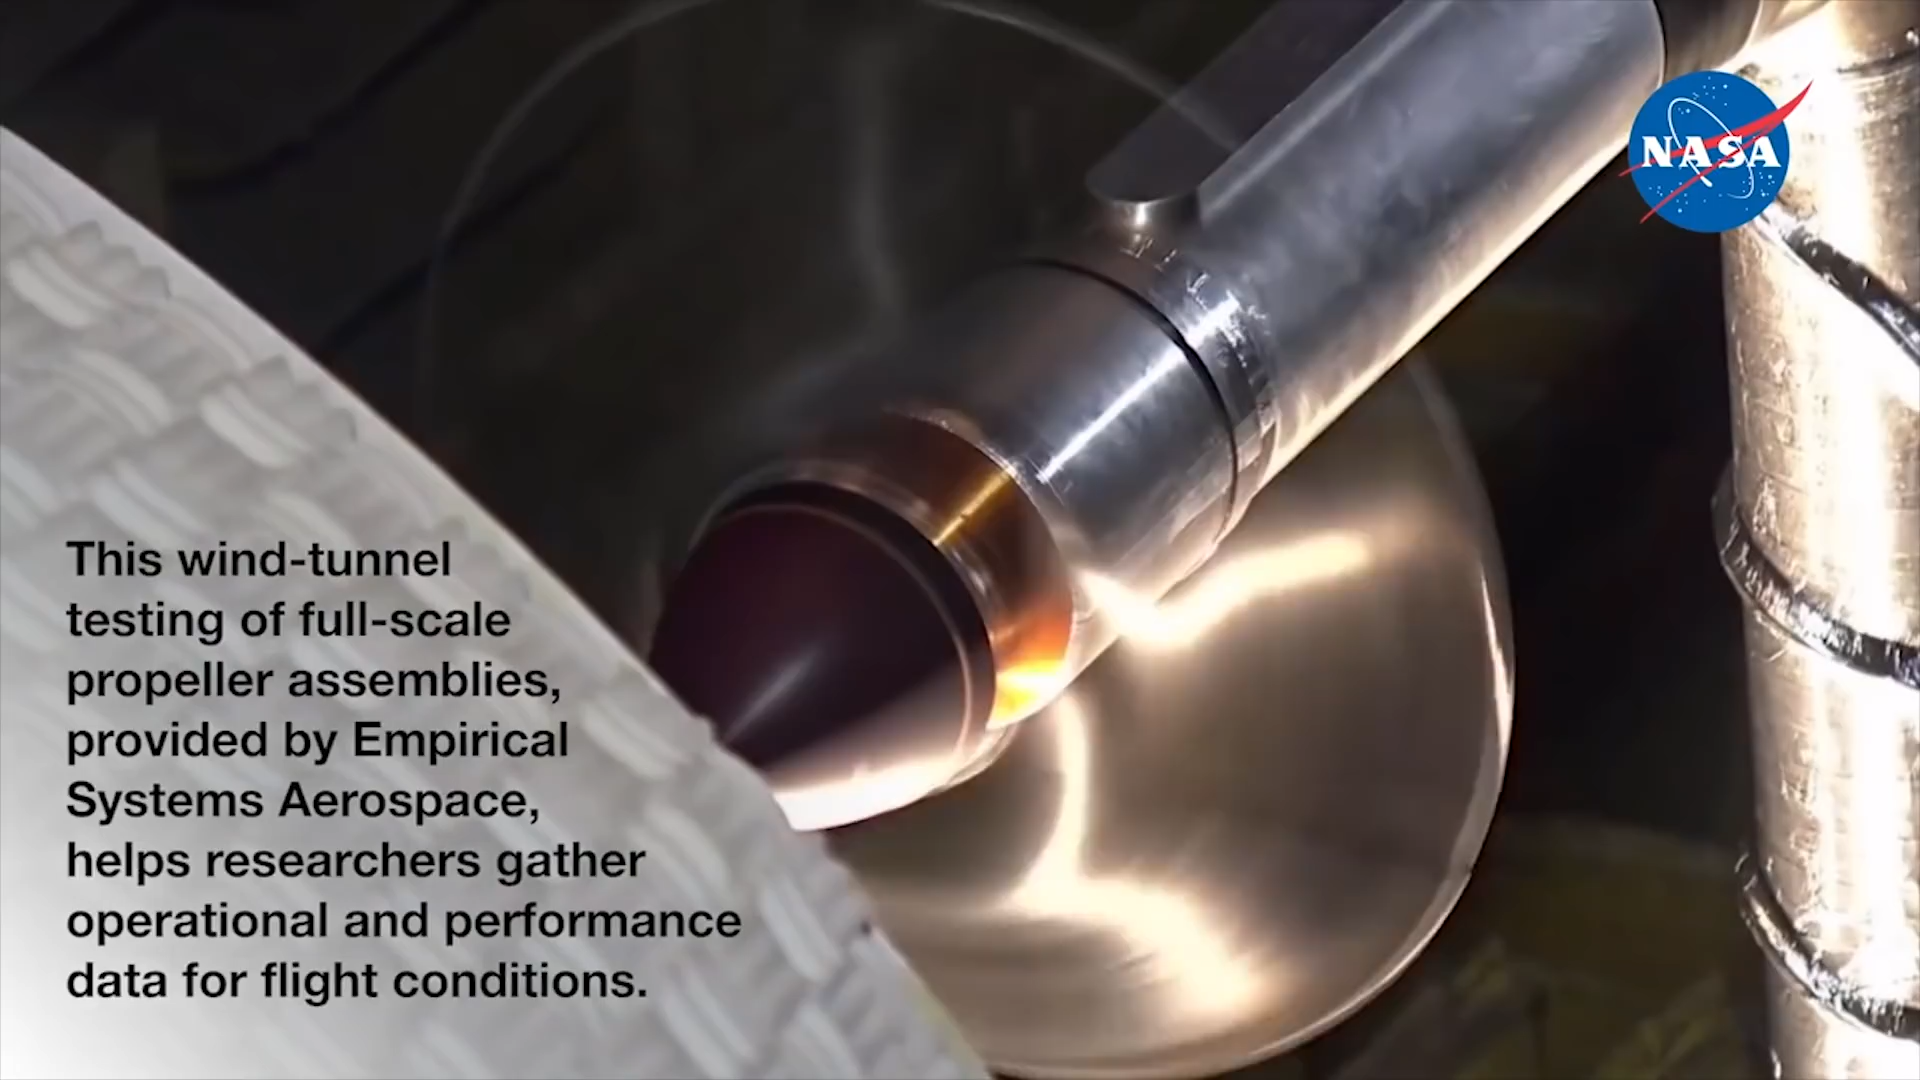 NASA
This wind-tunnel
testing of full-scale
propeller assemblies,
provided by Empirical
Systems Aerospace,
helps researchers gather
operational and performance
data for flight conditions.